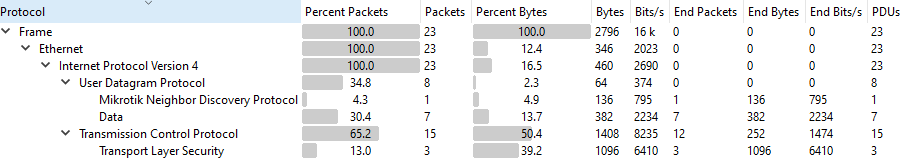 Protocol Percent Packets Packets Percent Bytes Bytes Bits/s End Packets End Bytes End Bits/s PDUs
Frame 100.0 23 100.0 2796 16 k 0 0 0 23
Ethernet 100.0 23 12.4 346 2023 0 0 0 23
Internet Protocol Version 4 100.0 23 16.5 460 2690 0 0 0 23
User Datagram Protocol 34.8 8 2.3 64 374 0 0 0 8
Mikrotik Neighbor Discovery Protocol 4.3 1 4.9 136 795 1 136 795 1
Data 30.4 7 13.7 382 2234 7 382 2234 7
Transmission Control Protocol 65.2 15 50.4 1408 8235 12 252 1474 15
Transport Layer Security 13.0 3 39.2 1096 6410 3 1096 6410 3